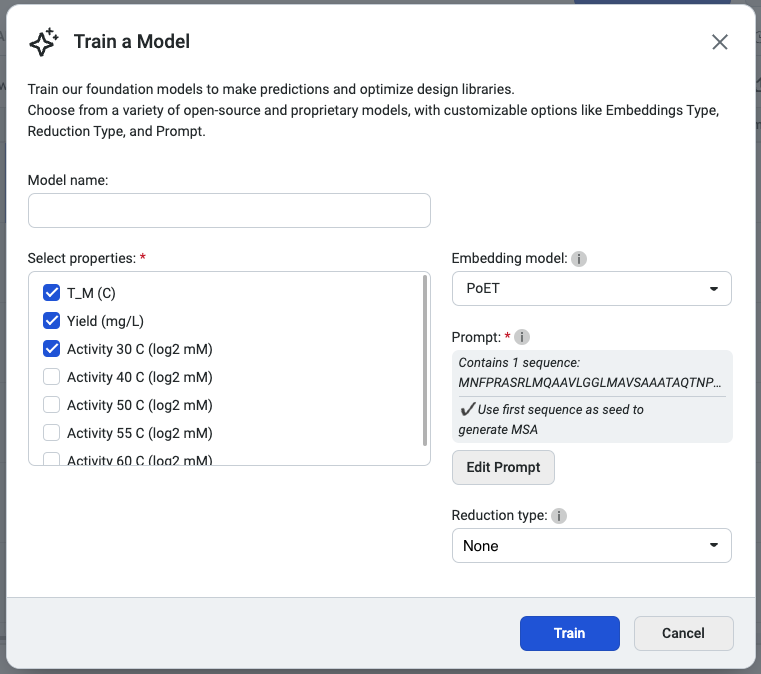 Train a Model
Train our foundation models to make predictions and optimize design libraries.
Choose from a variety of open-source and proprietary models, with customizable options like Embeddings Type,
Reduction Type, and Prompt.
Model name:
Select properties: *
T_M (C)
Yield (mg/L)
Activity 30 C (log2 mM)
Activity 40 C (log2 mM)
Activity 50 C (log2 mM)
Activity 55 C (log2 mM)
Activity 60 C (log2 mM)
Embedding model: i
PoET
Prompt: * i
Contains 1 sequence:
MNFPRASRLMQAAVLGGLMAVSAAATAQTNP...
✓Use first sequence as seed to
generate MSA
Edit Prompt
Reduction type: i
None
Train
Cancel